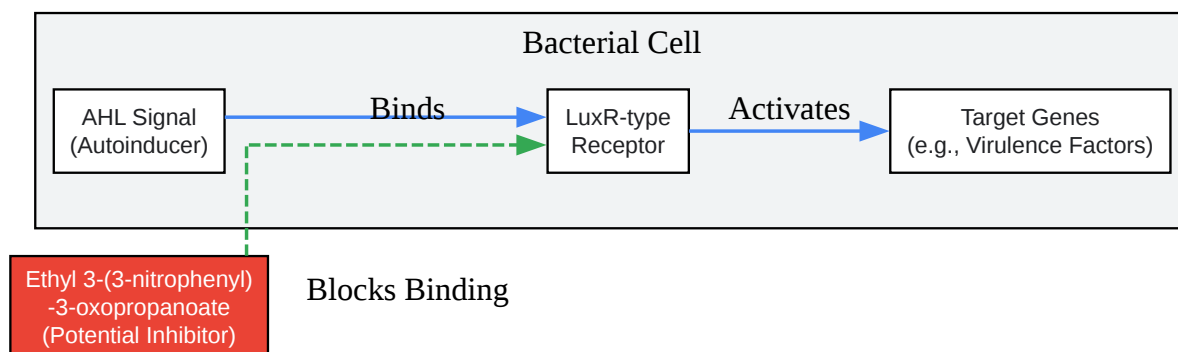 Bacterial Cell
AHL Signal
(Autoinducer)
Binds
LuxR-type
Receptor
Activates
Target Genes
(e.g., Virulence Factors)
Ethyl 3-(3-nitrophenyl)
-3-oxopropanoate
(Potential Inhibitor)
Blocks Binding